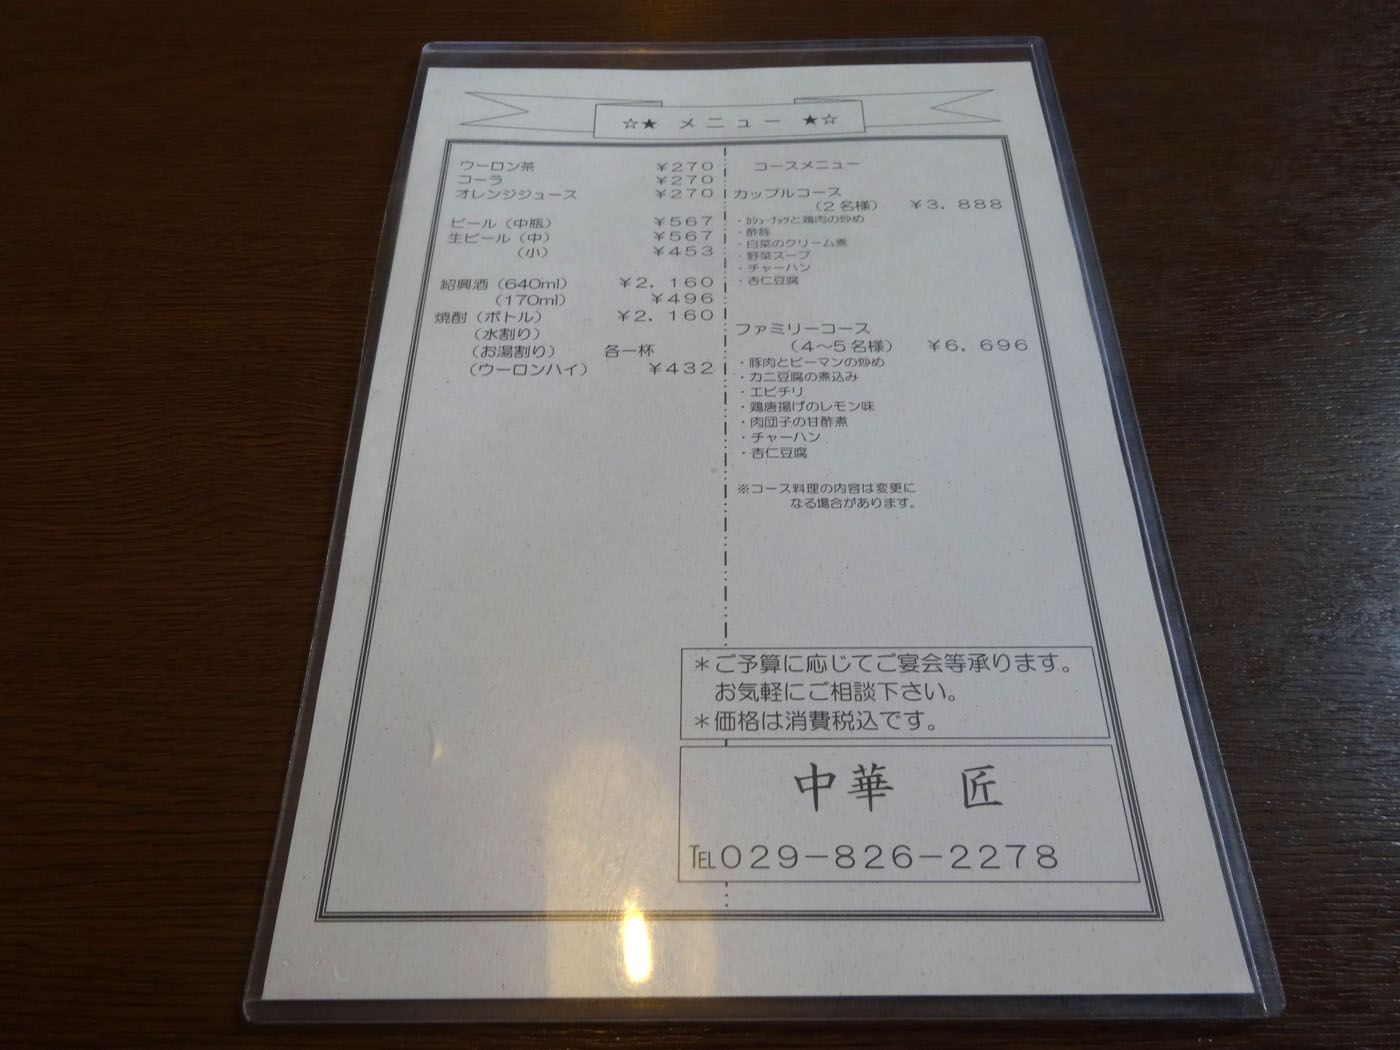 ☆★ メニュー ★☆
ウーロン茶 ￥270
コーラ ￥270
オレンジジュース ￥270
ビール（中瓶） ￥567
生ビール（中） ￥567
（小） ￥453
紹興酒（640ml） ￥2，160
（170ml） ￥496
焼酎（ボトル） ￥2，160
（水割り）
（お湯割り） 各一杯
（ウーロンハイ） ￥432
コースメニュー
カップルコース
（2名様） ￥3，888
・ｶｼｭｰﾅｯﾂと鶏肉の炒め
・酢豚
・白菜のクリーム煮
・野菜スープ
・チャーハン
・杏仁豆腐
ファミリーコース
（4～5名様） ￥6，696
・豚肉とピーマンの炒め
・カニ豆腐の煮込み
・エビチリ
・鶏唐揚げのレモン味
・肉団子の甘酢煮
・チャーハン
・杏仁豆腐
※コース料理の内容は変更に
なる場合があります。
＊ご予算に応じてご宴会等承ります。
お気軽にご相談下さい。
＊価格は消費税込です。
中華 匠
℡029－826－2278